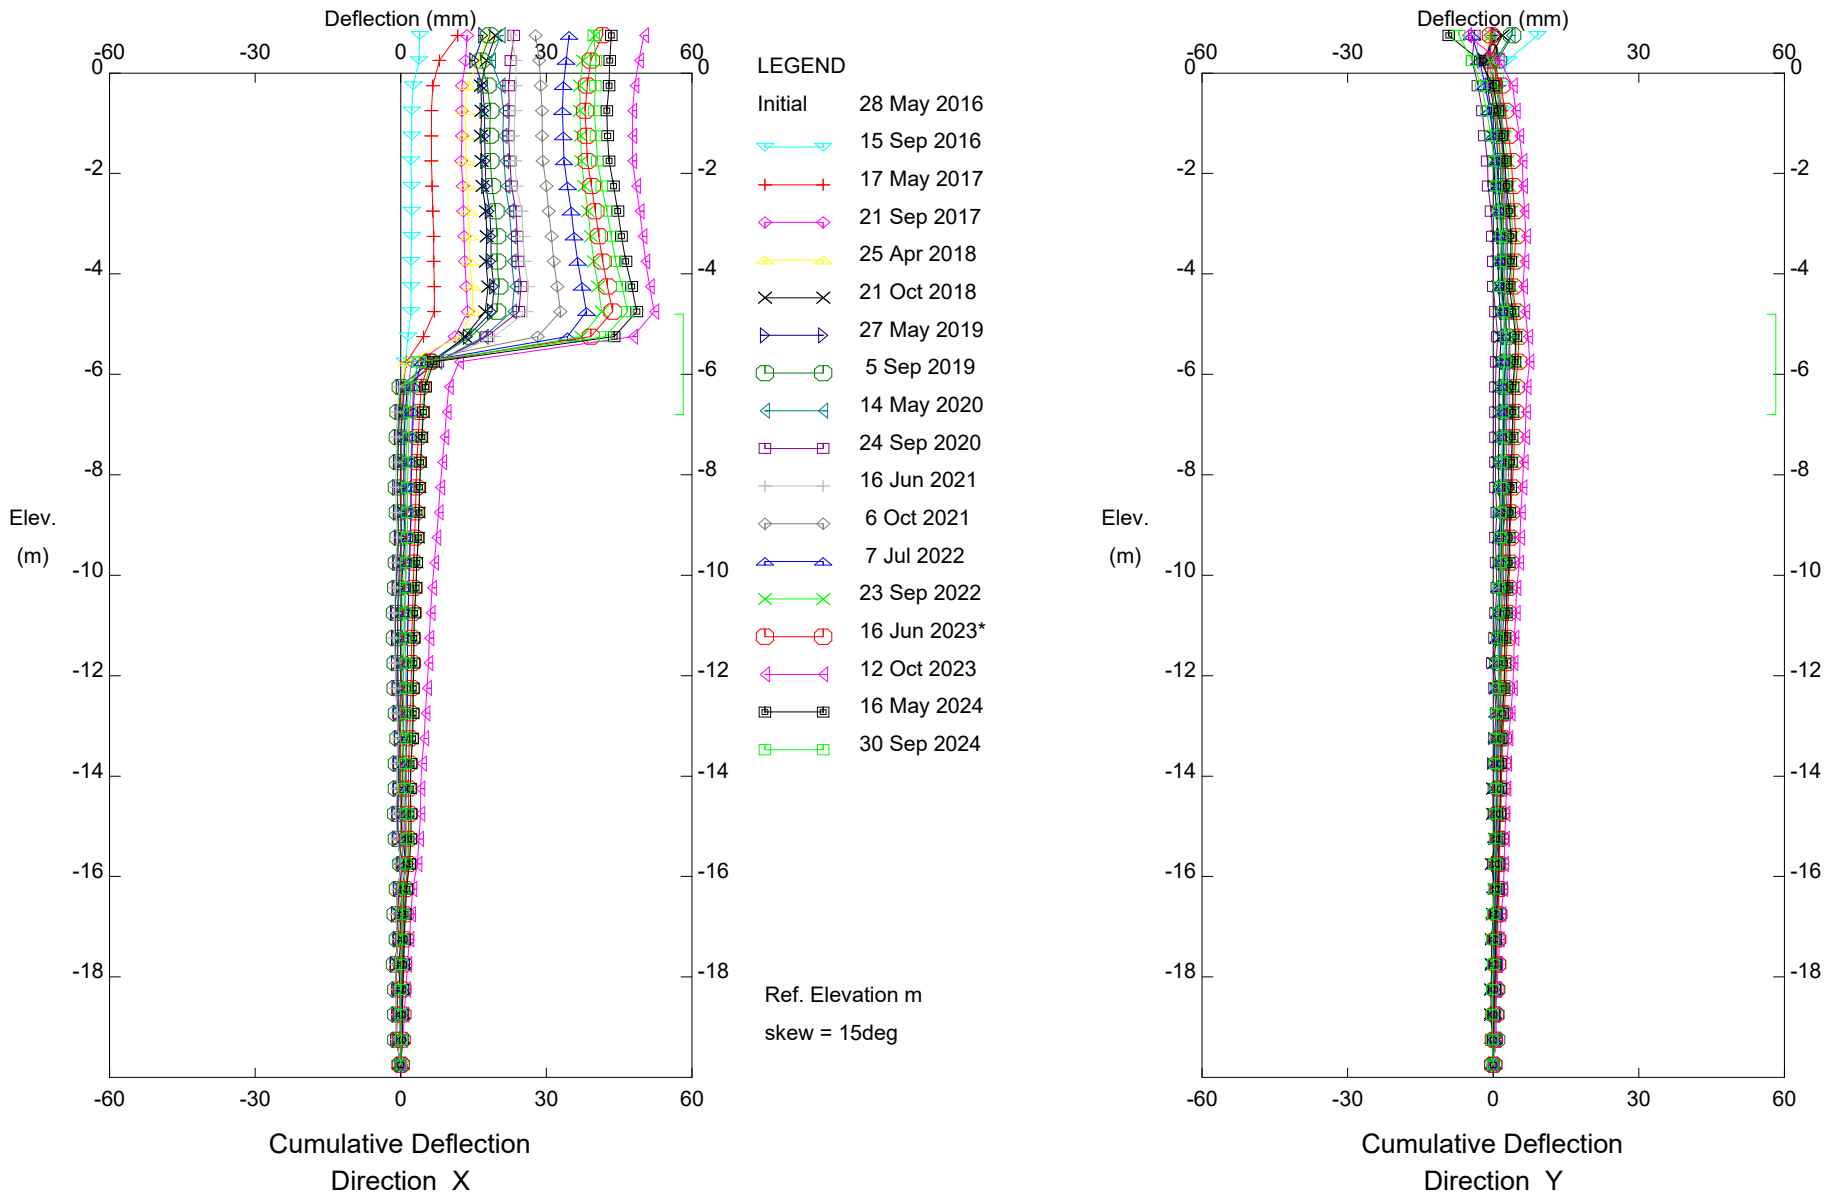 Deflection (mm)
-60 -30 0 30 60
0 0
-2 -2
-4 -4
-6 -6
-8 -8
Elev.
(m)
-10 -10
-12 -12
-14 -14
-16 -16
-18 -18
-60 -30 0 30 60
Cumulative Deflection
Direction X
LEGEND
Initial 28 May 2016
15 Sep 2016
17 May 2017
21 Sep 2017
25 Apr 2018
21 Oct 2018
27 May 2019
5 Sep 2019
14 May 2020
24 Sep 2020
16 Jun 2021
6 Oct 2021
7 Jul 2022
23 Sep 2022
16 Jun 2023*
12 Oct 2023
16 May 2024
30 Sep 2024
Ref. Elevation m
skew = 15deg
Deflection (mm)
-60 -30 0 30 60
0 0
-2 -2
-4 -4
-6 -6
-8 -8
Elev.
(m)
-10 -10
-12 -12
-14 -14
-16 -16
-18 -18
-60 -30 0 30 60
Cumulative Deflection
Direction Y